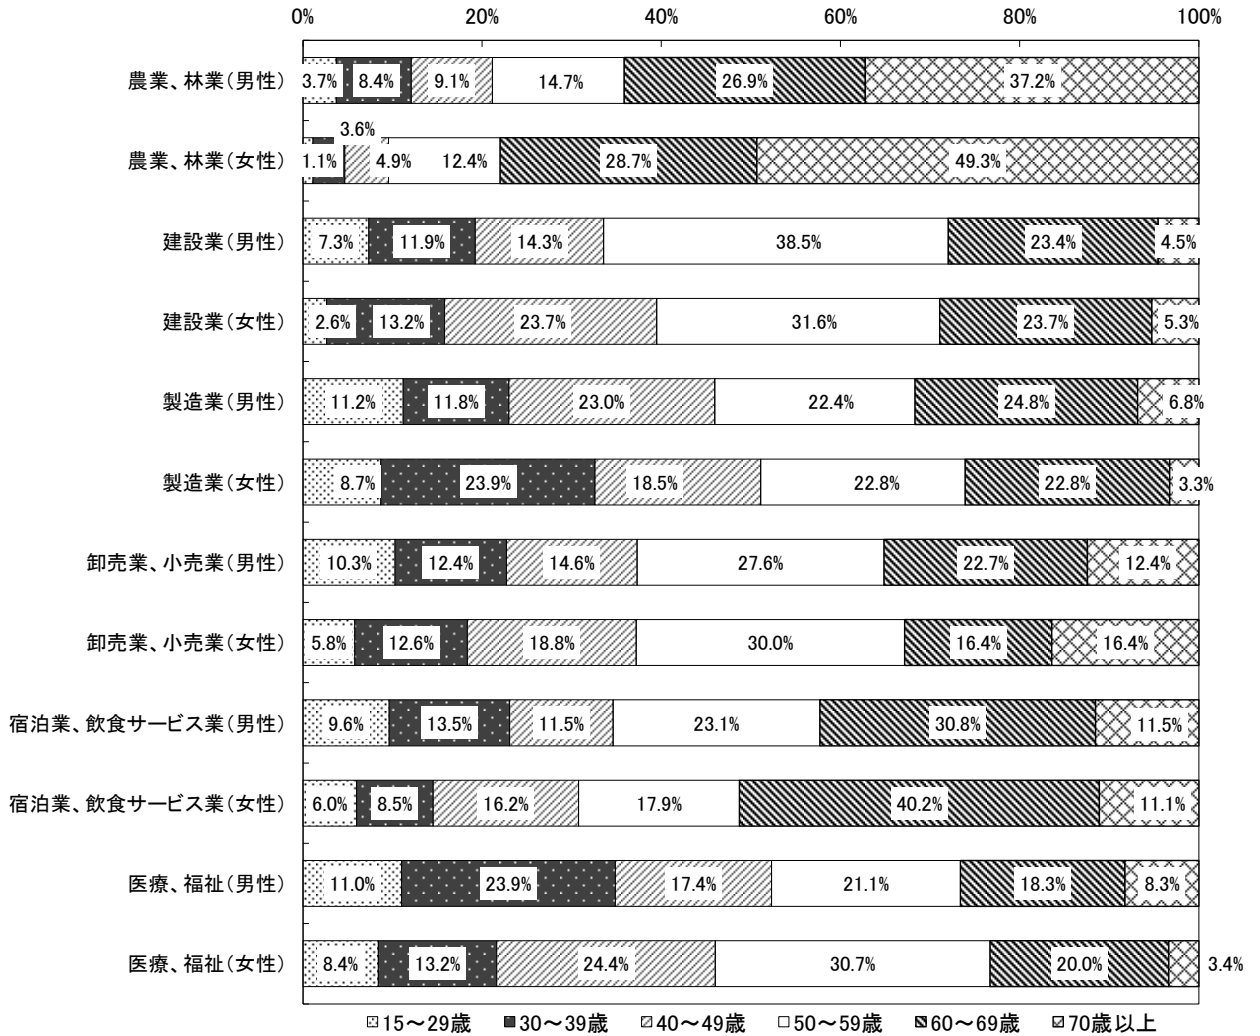 0% 20% 40% 60% 80% 100%
農業、林業(男性) 3.7% 8.4% 9.1% 14.7% 26.9% 37.2%
農業、林業(女性) 1.1% 3.6% 4.9% 12.4% 28.7% 49.3%
建設業(男性) 7.3% 11.9% 14.3% 38.5% 23.4% 4.5%
建設業(女性) 2.6% 13.2% 23.7% 31.6% 23.7% 5.3%
製造業(男性) 11.2% 11.8% 23.0% 22.4% 24.8% 6.8%
製造業(女性) 8.7% 23.9% 18.5% 22.8% 22.8% 3.3%
卸売業、小売業(男性) 10.3% 12.4% 14.6% 27.6% 22.7% 12.4%
卸売業、小売業(女性) 5.8% 12.6% 18.8% 30.0% 16.4% 16.4%
宿泊業、飲食サービス業(男性) 9.6% 13.5% 11.5% 23.1% 30.8% 11.5%
宿泊業、飲食サービス業(女性) 6.0% 8.5% 16.2% 17.9% 40.2% 11.1%
医療、福祉(男性) 11.0% 23.9% 17.4% 21.1% 18.3% 8.3%
医療、福祉(女性) 8.4% 13.2% 24.4% 30.7% 20.0% 3.4%
15～29歳 30～39歳 40～49歳 50～59歳 60～69歳 70歳以上